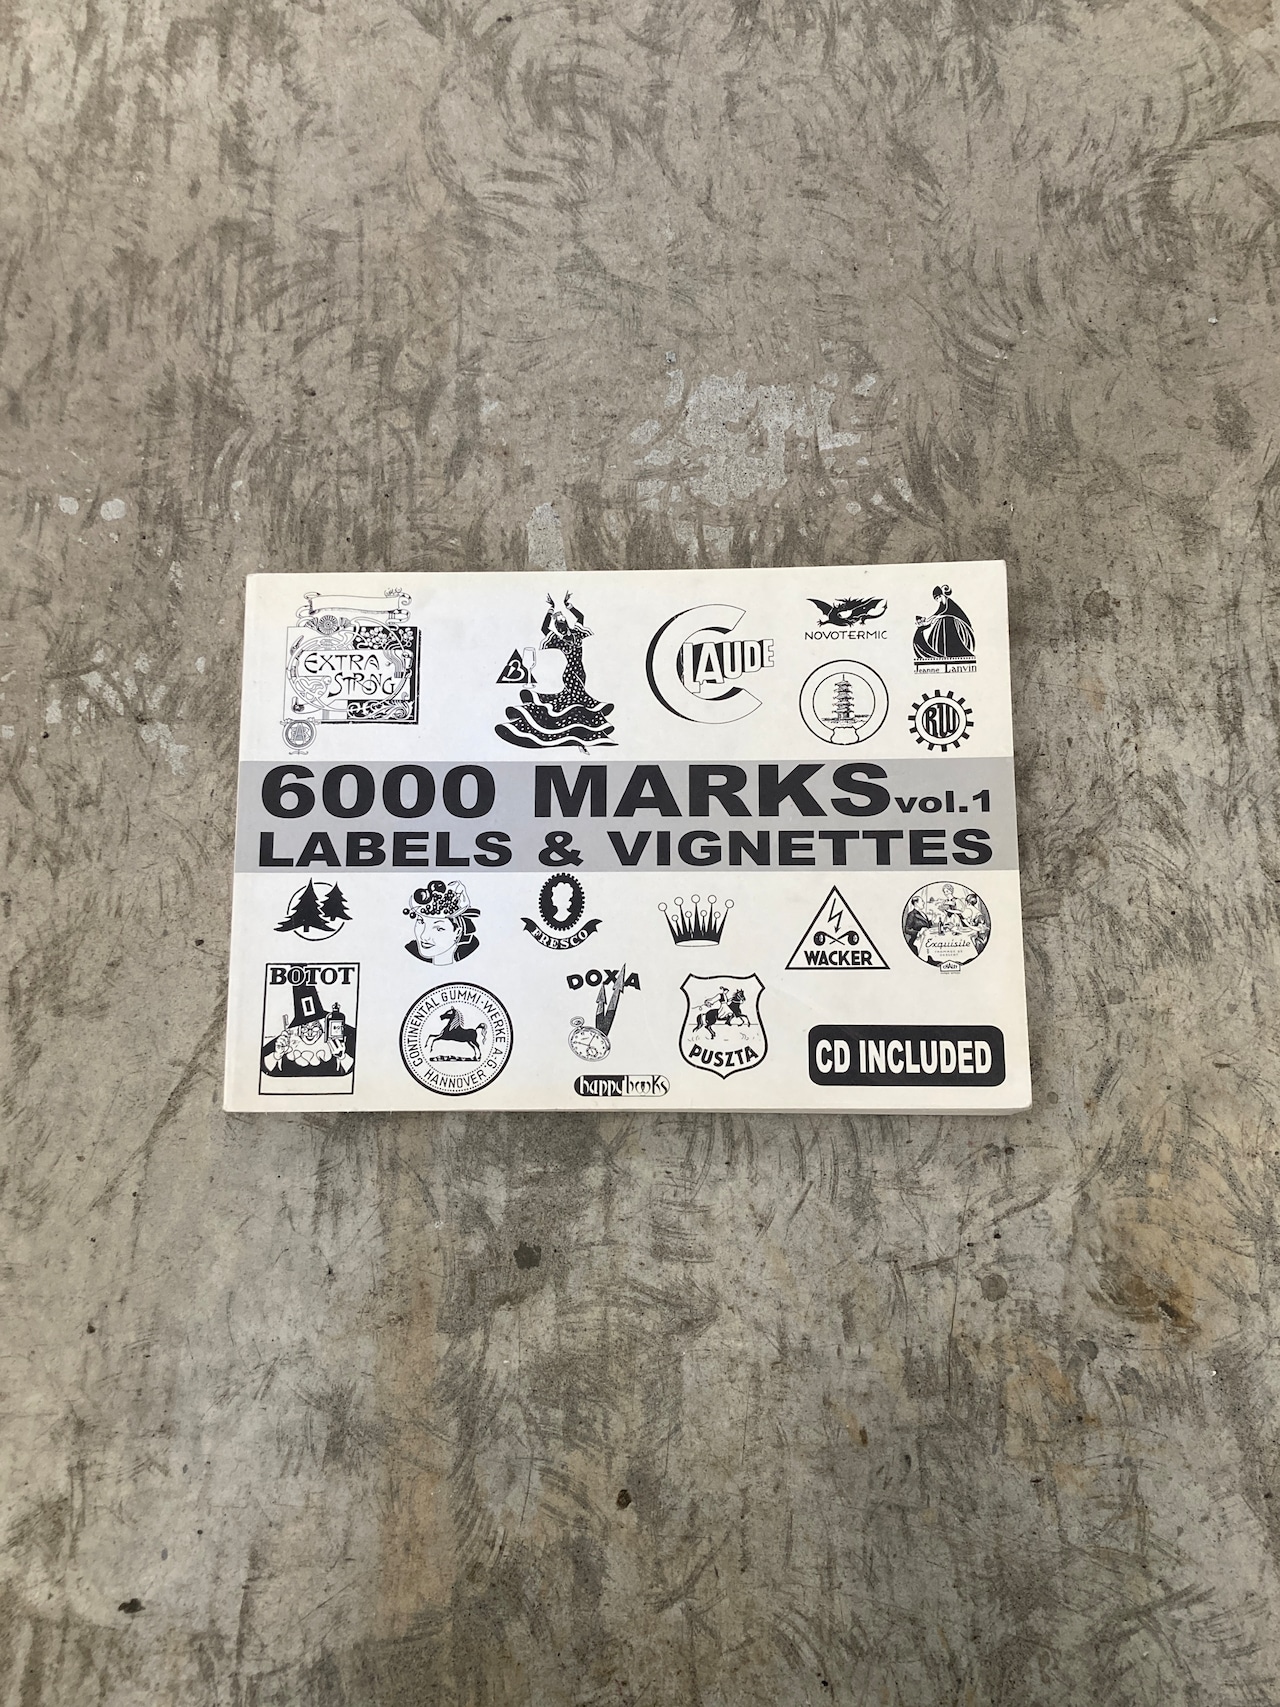 EXTRA
STRONG
B
CLAUDE
NOVOTERMIC
Jeanne Lanvin
RW
6000 MARKS vol.1
LABELS & VIGNETTES
FRESCO
WACKER
Exquisite
BOTOT
CONTINENTAL GUMMI-WERKE A.G.
HANNOVER
DOXA
PUSZTA
happybooks
CD INCLUDED